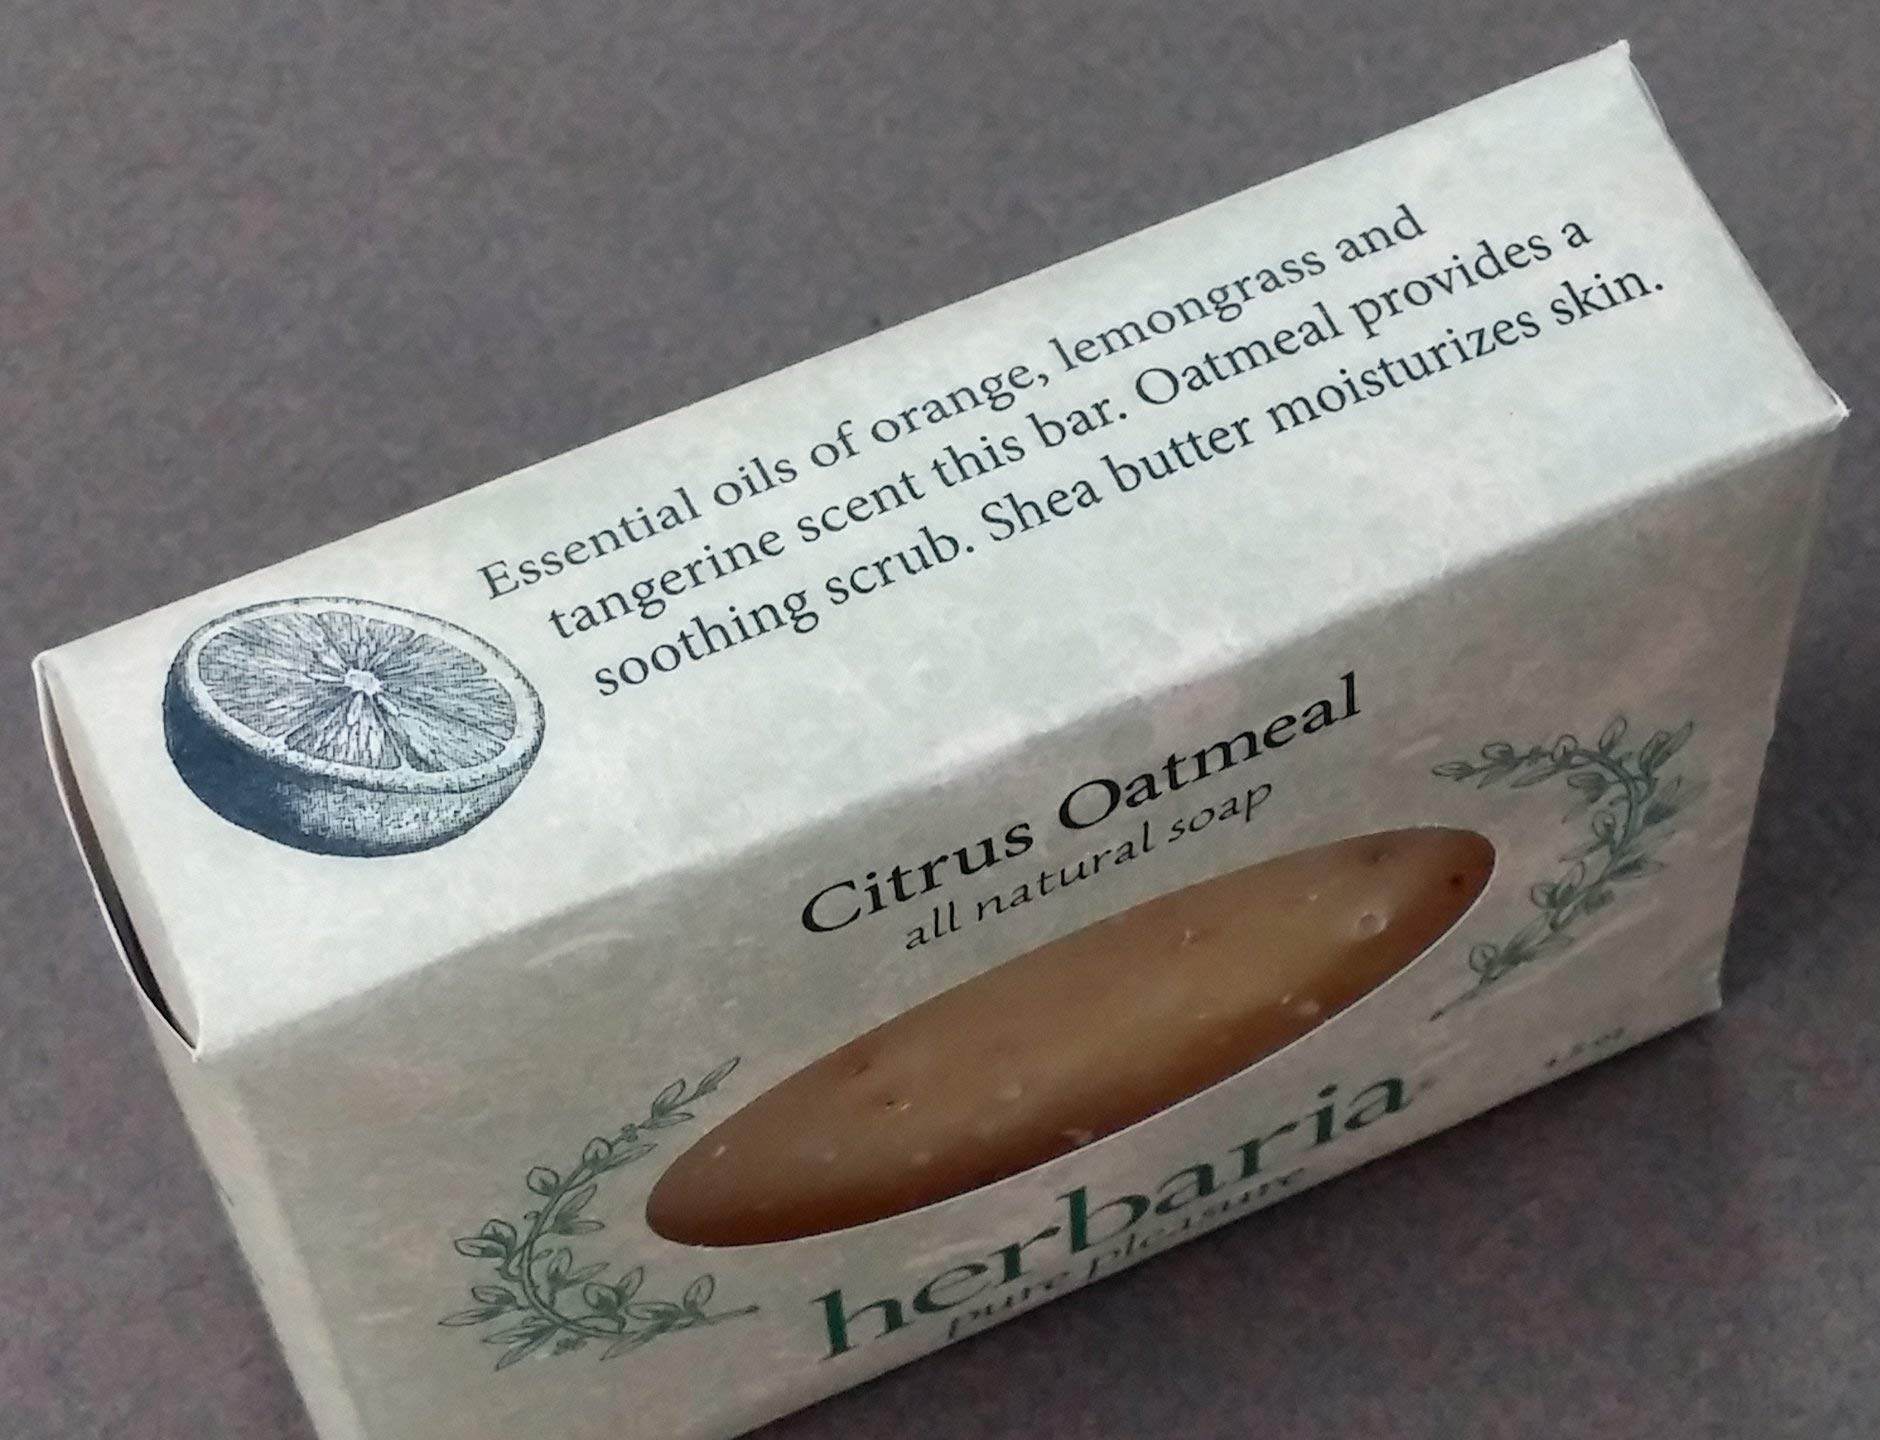 Essential oils of orange, lemongrass and
tangerine scent this bar. Oatmeal provides a
soothing scrub. Shea butter moisturizes skin.
Citrus Oatmeal
all natural soap
herbaria
pure pleasure